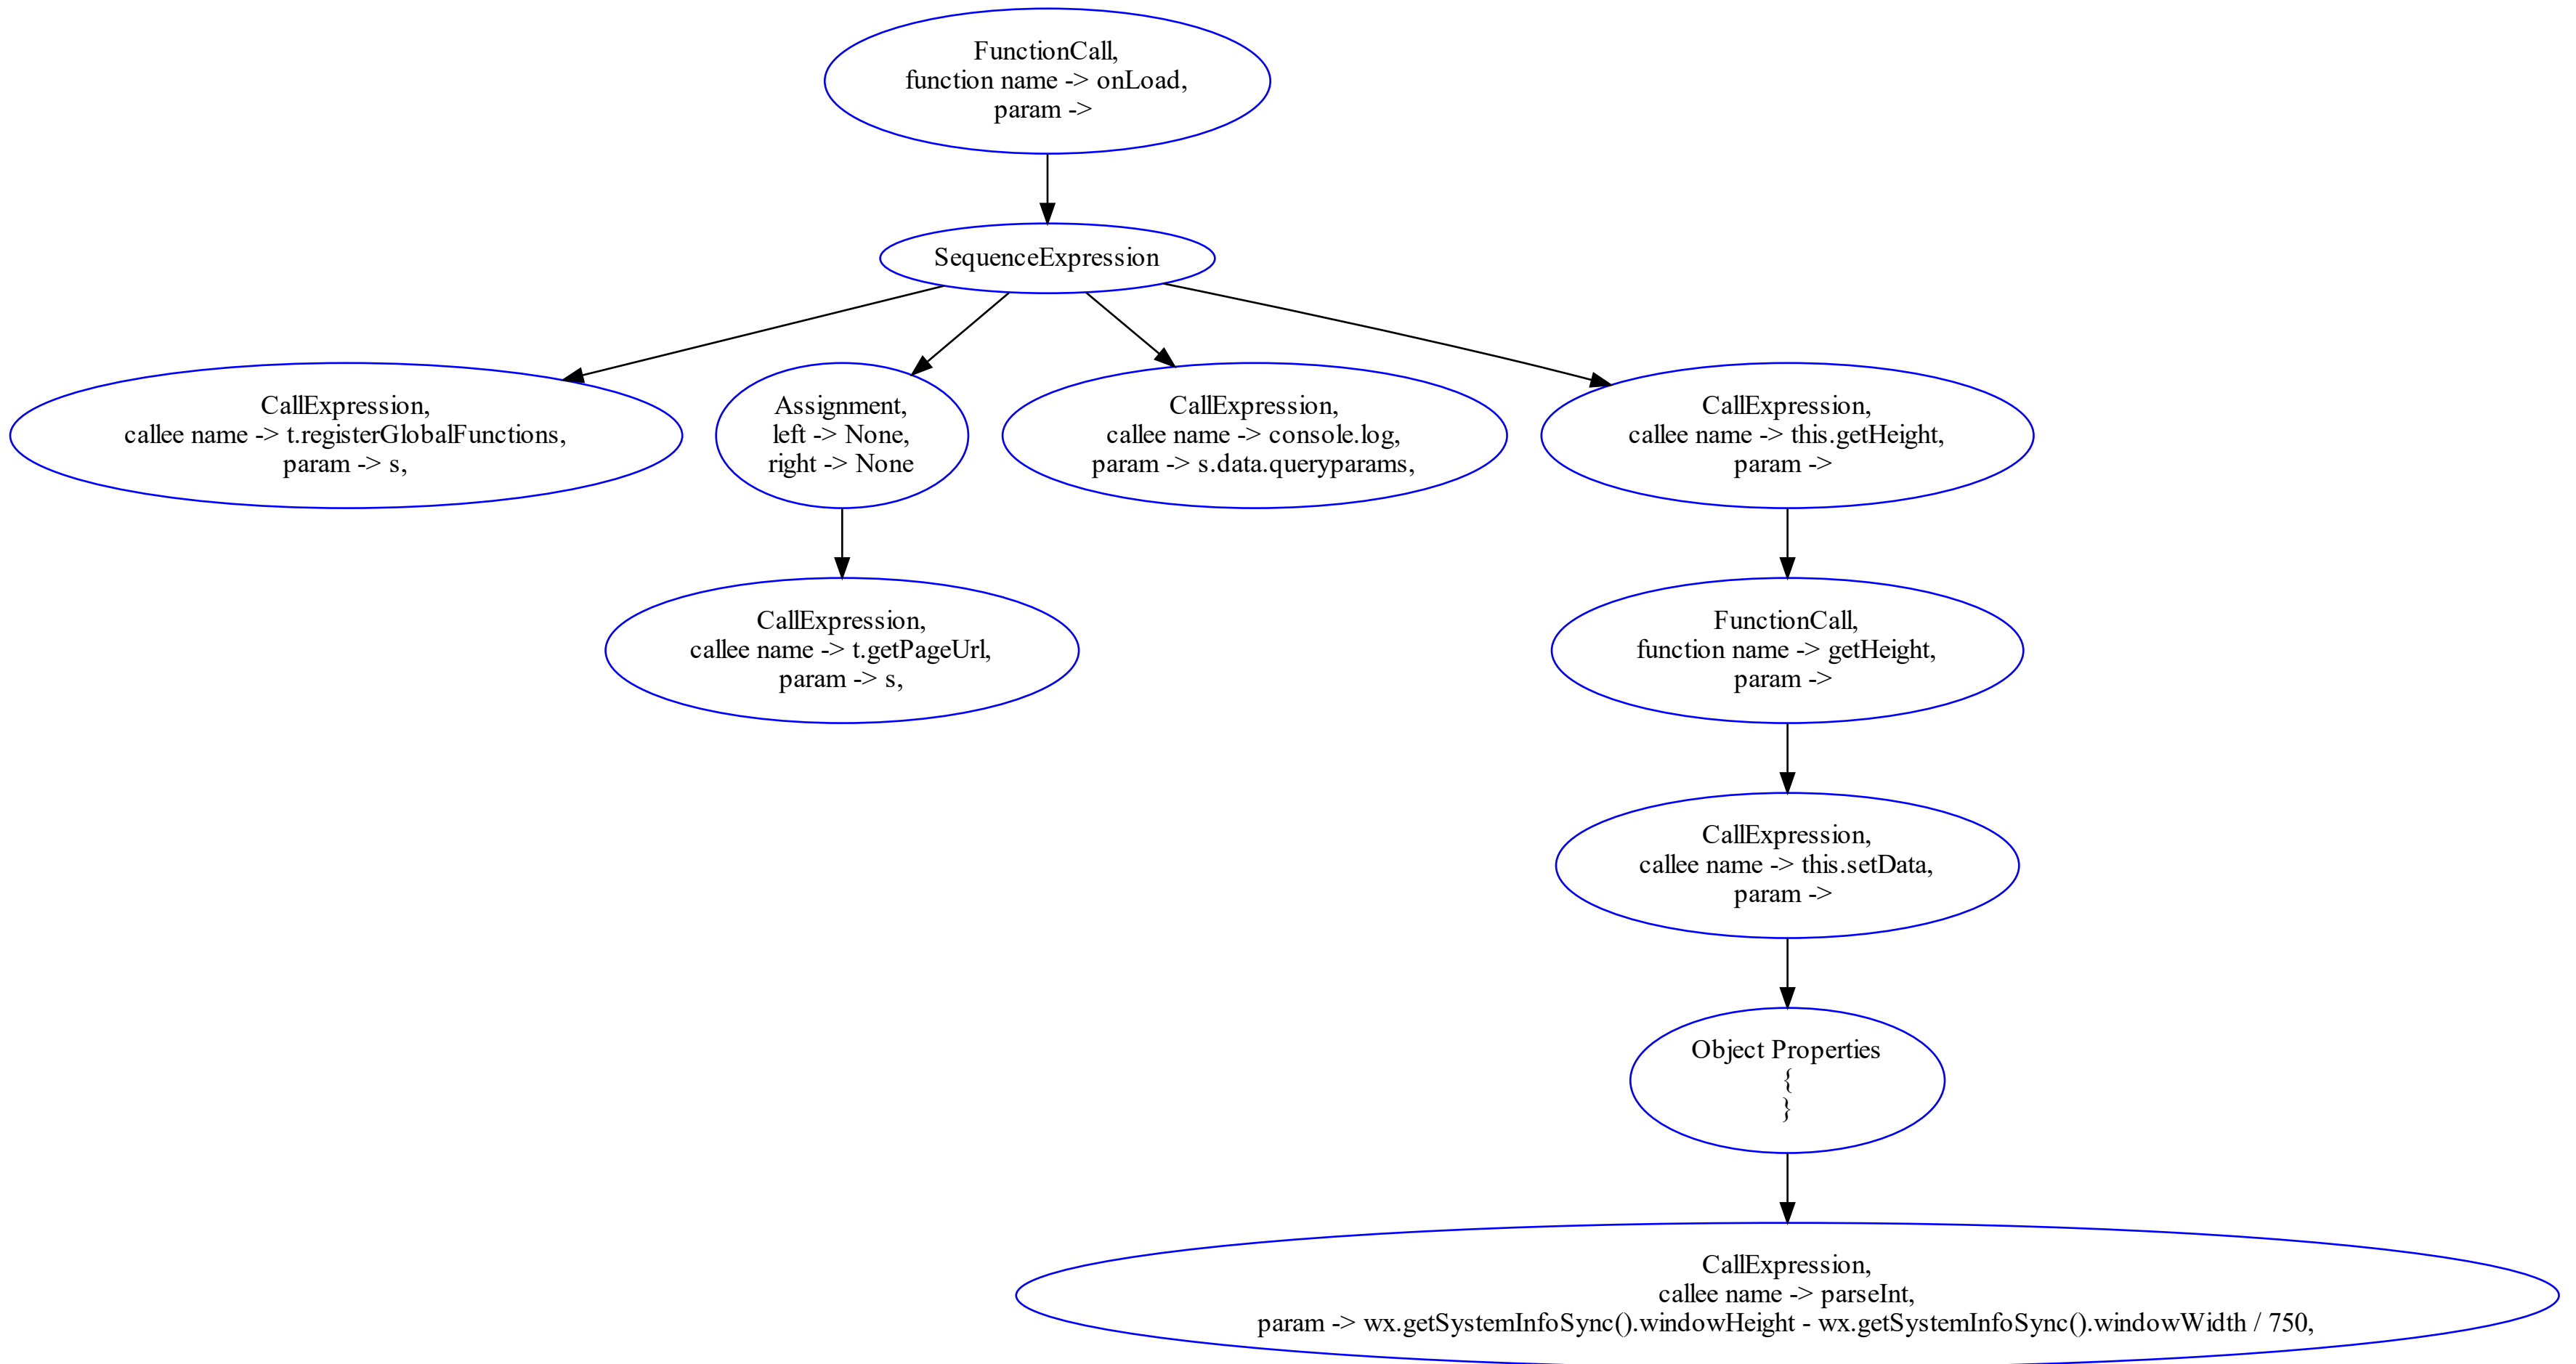 FunctionCall,
function name -> onLoad,
param ->
SequenceExpression
CallExpression,
callee name -> t.registerGlobalFunctions,
param -> s,
Assignment,
left -> None,
right -> None
CallExpression,
callee name -> console.log,
param -> s.data.queryparams,
CallExpression,
callee name -> this.getHeight,
param ->
CallExpression,
callee name -> t.getPageUrl,
param -> s,
FunctionCall,
function name -> getHeight,
param ->
CallExpression,
callee name -> this.setData,
param ->
Object Properties
{
}
CallExpression,
callee name -> parseInt,
param -> wx.getSystemInfoSync().windowHeight - wx.getSystemInfoSync().windowWidth / 750,